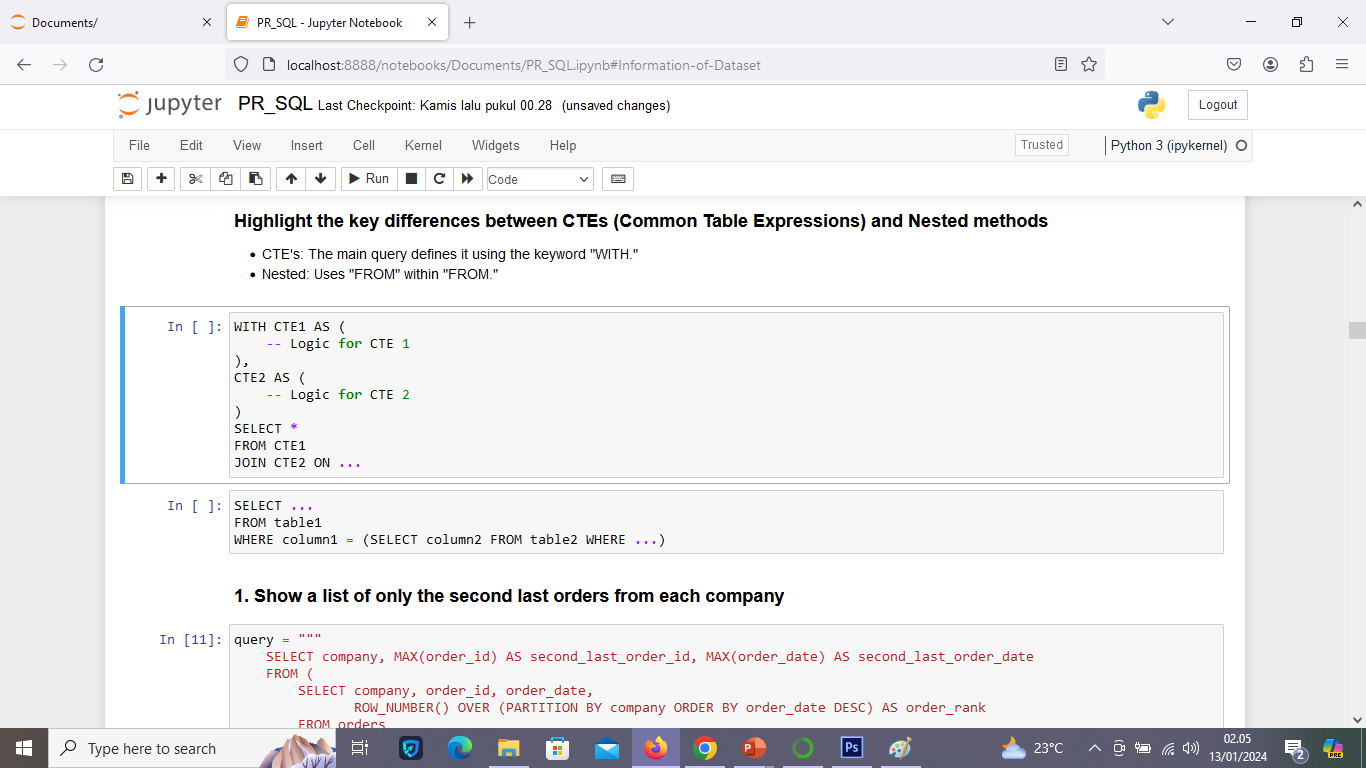 Documents/
PR_SQL - Jupyter Notebook
localhost:8888/notebooks/Documents/PR_SQL.ipynb#Information-of-Dataset
jupyter PR_SQL Last Checkpoint: Kamis lalu pukul 00.28 (unsaved changes)
Logout
File Edit View Insert Cell Kernel Widgets Help
Trusted
Python 3 (ipykernel)
Run
Code
Highlight the key differences between CTEs (Common Table Expressions) and Nested methods
• CTE's: The main query defines it using the keyword "WITH."
• Nested: Uses "FROM" within "FROM."
In [ ]: WITH CTE1 AS (
    -- Logic for CTE 1
),
CTE2 AS (
    -- Logic for CTE 2
)
SELECT *
FROM CTE1
JOIN CTE2 ON ...
In [ ]: SELECT ...
FROM table1
WHERE column1 = (SELECT column2 FROM table2 WHERE ...)
1. Show a list of only the second last orders from each company
In [11]: query = """
    SELECT company, MAX(order_id) AS second_last_order_id, MAX(order_date) AS second_last_order_date
    FROM (
        SELECT company, order_id, order_date,
               ROW_NUMBER() OVER (PARTITION BY company ORDER BY order_date DESC) AS order_rank
        FROM orders
Type here to search
P
Ps
23°C
02.05
13/01/2024
2
PRE